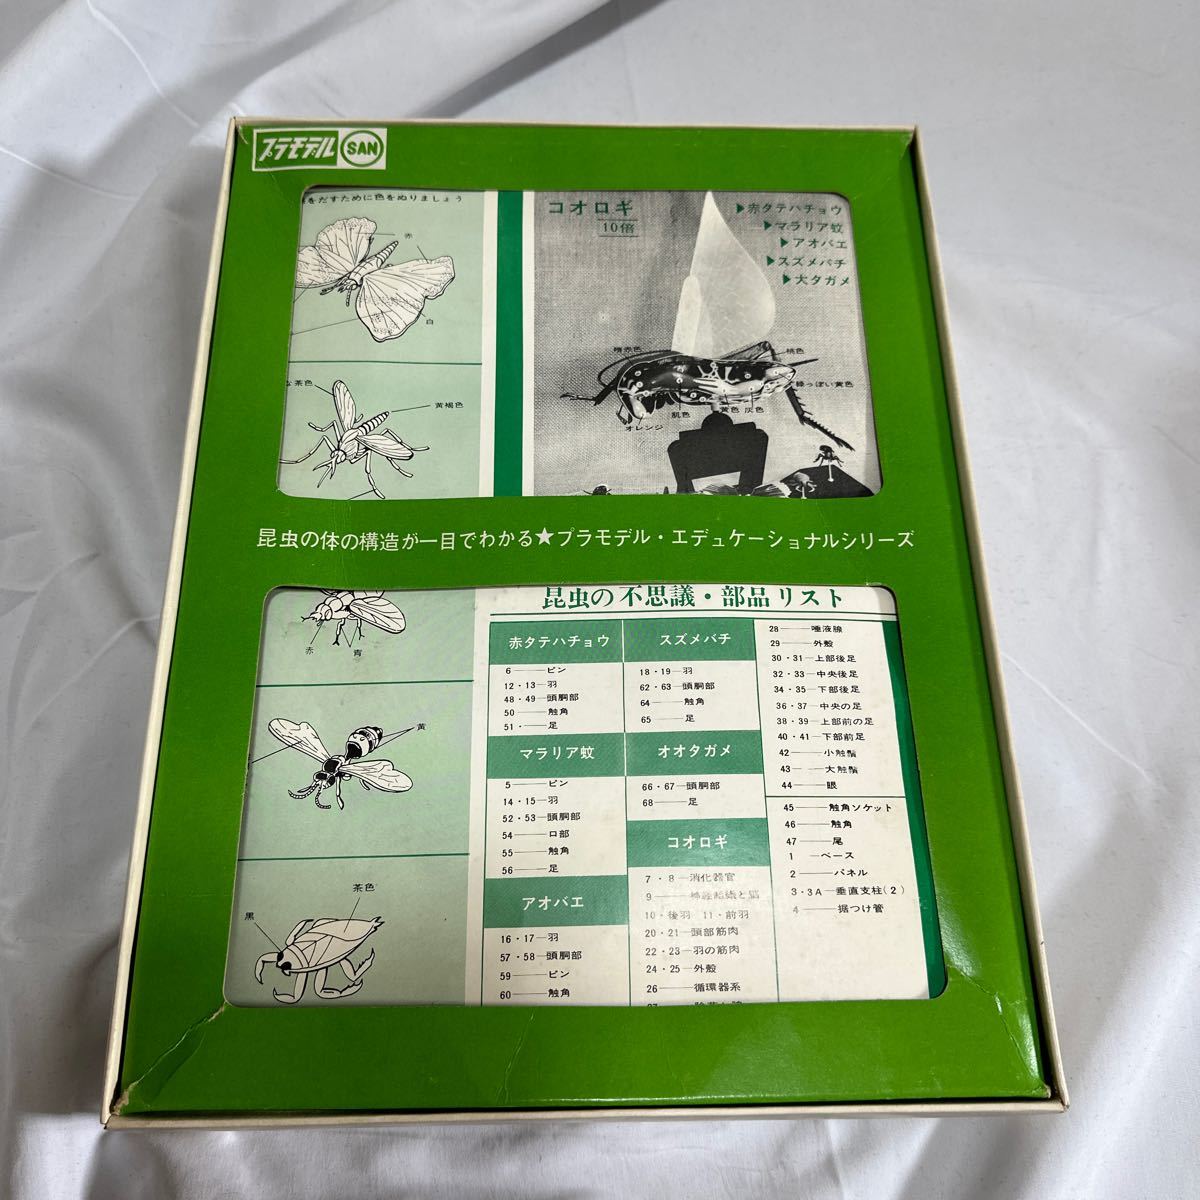 プラモデル SAN
をだすために色をぬりましょう
赤
白
な茶色
黄褐色
コオロギ
10倍
▶赤タテハチョウ
▶マラリア蚊
▶アオバエ
▶スズメバチ
▶大タガメ
桃色
緑っぽい黄色
肌色
黄色 灰色
オレンジ
昆虫の体の構造が一目でわかる★プラモデル・エデュケーショナルシリーズ
赤
青
黄
茶色
黒
昆虫の不思議・部品リスト
赤タテハチョウ
6——ピン
12・13—羽
48・49—頭胴部
50——触角
51・——足
マラリア蚊
5——ピン
14・15—羽
52・53—頭胴部
54——口部
55——触角
56——足
アオバエ
16・17—羽
57・58—頭胴部
59——ピン
60——触角
スズメバチ
18・19—羽
62・63—頭胴部
64——触角
65——足
オオタガメ
66・67—頭胴部
68——足
コオロギ
7・8—消化器官
9——神経組織と脳
10・後羽 11・前羽
20・21—頭部筋肉
22・23—羽の筋肉
24・25—外殻
26——循環器系
28——唾液線
29——外殻
30・31—上部後足
32・33—中央後足
34・35—下部後足
36・37—中央の足
38・39—上部前の足
40・41—下部前足
42——小触鬚
43——大触鬚
44——眼
45——触角ソケット
46——触角
47——尾
1——ベース
2——パネル
3・3A—垂直支柱(2)
4——据つけ管